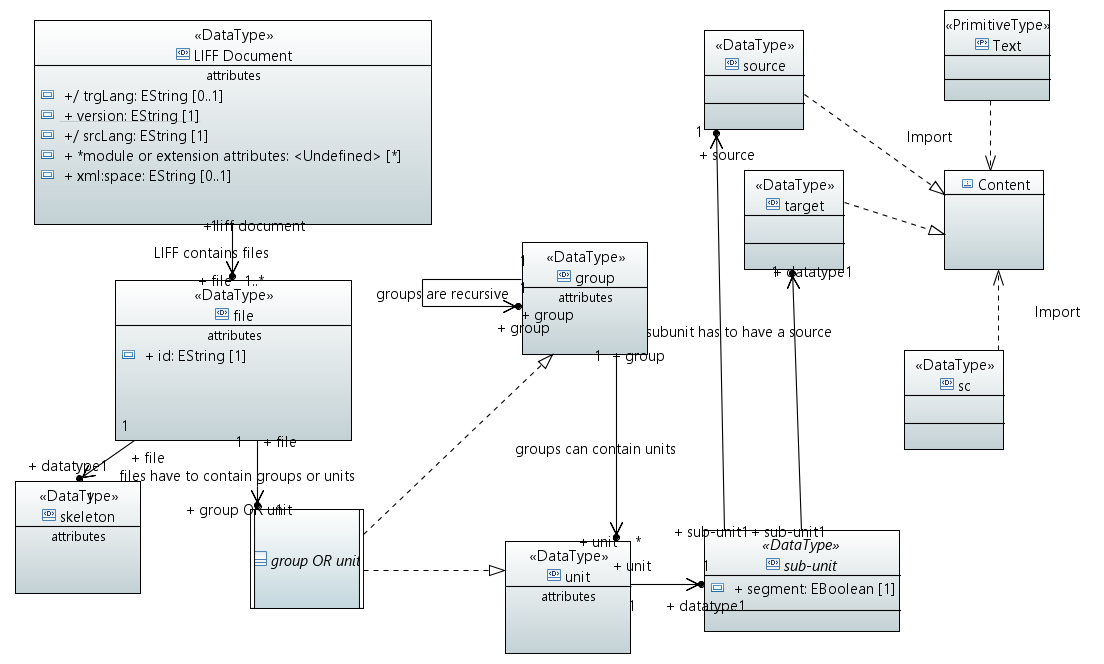 «DataType»
LIFF Document
attributes
+/ trgLang: EString [0..1]
+ version: EString [1]
+/ srcLang: EString [1]
+ *module or extension attributes: <Undefined> [*]
+ xml:space: EString [0..1]
+liff document
1
LIFF contains files
+ file
1..*
«DataType»
file
attributes
+ id: EString [1]
1
+ file
+ datatype1
1
«DataType»
skeleton
attributes
1
+ file
files have to contain groups or units
+ group OR unit
1
group OR unit
«DataType»
group
attributes
1
1
groups are recursive
+ group
+ group
1
+ group
groups can contain units
+ unit
*
«DataType»
unit
attributes
+ unit
1
+ datatype1
1
«DataType»
sub-unit
+ segment: EBoolean [1]
+ sub-unit1
+ sub-unit1
subunit has to have a source
«DataType»
source
1
+ source
«DataType»
target
1
+ datatype1
«PrimitiveType»
Text
Import
Content
Import
«DataType»
sc